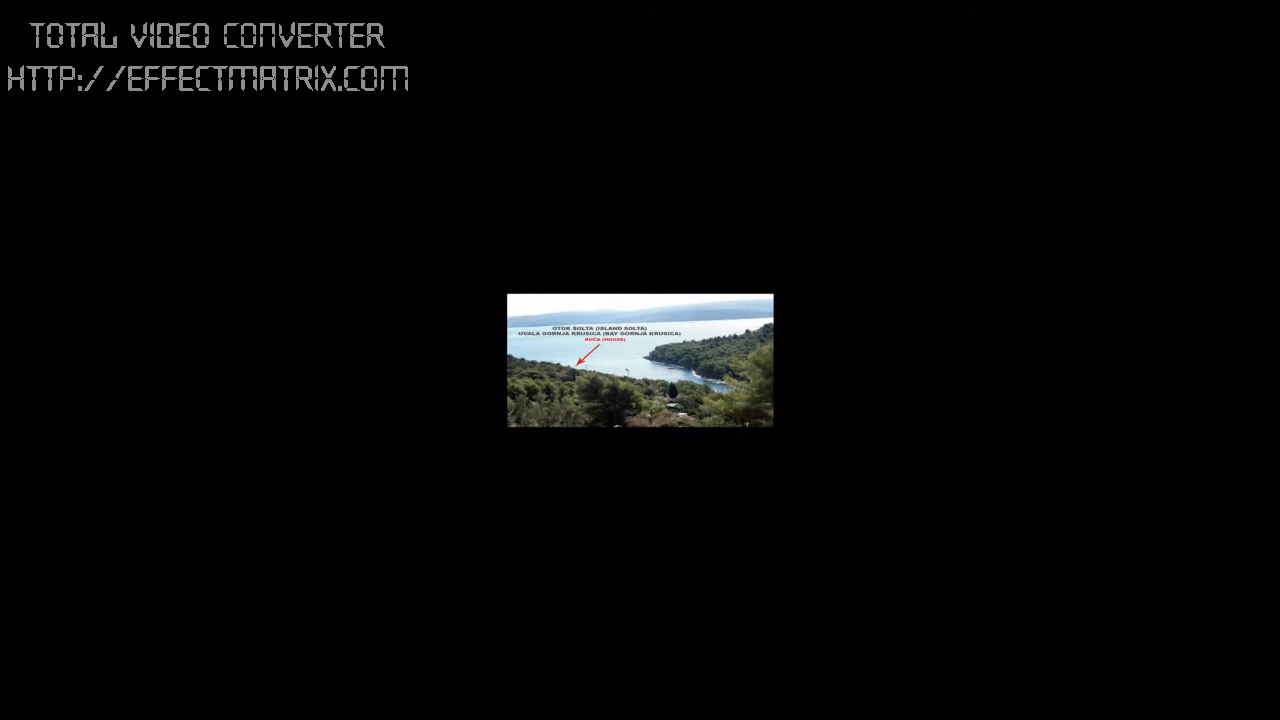 TOTAL VIDEO CONVERTER
HTTP://EFFECTMATRIX.COM
OTOK ŠOLTA (ISLAND SOLTA)
UVALA GORNJA KRUSICA (BAY GORNJA KRUSICA)
KUĆA (HOUSE)